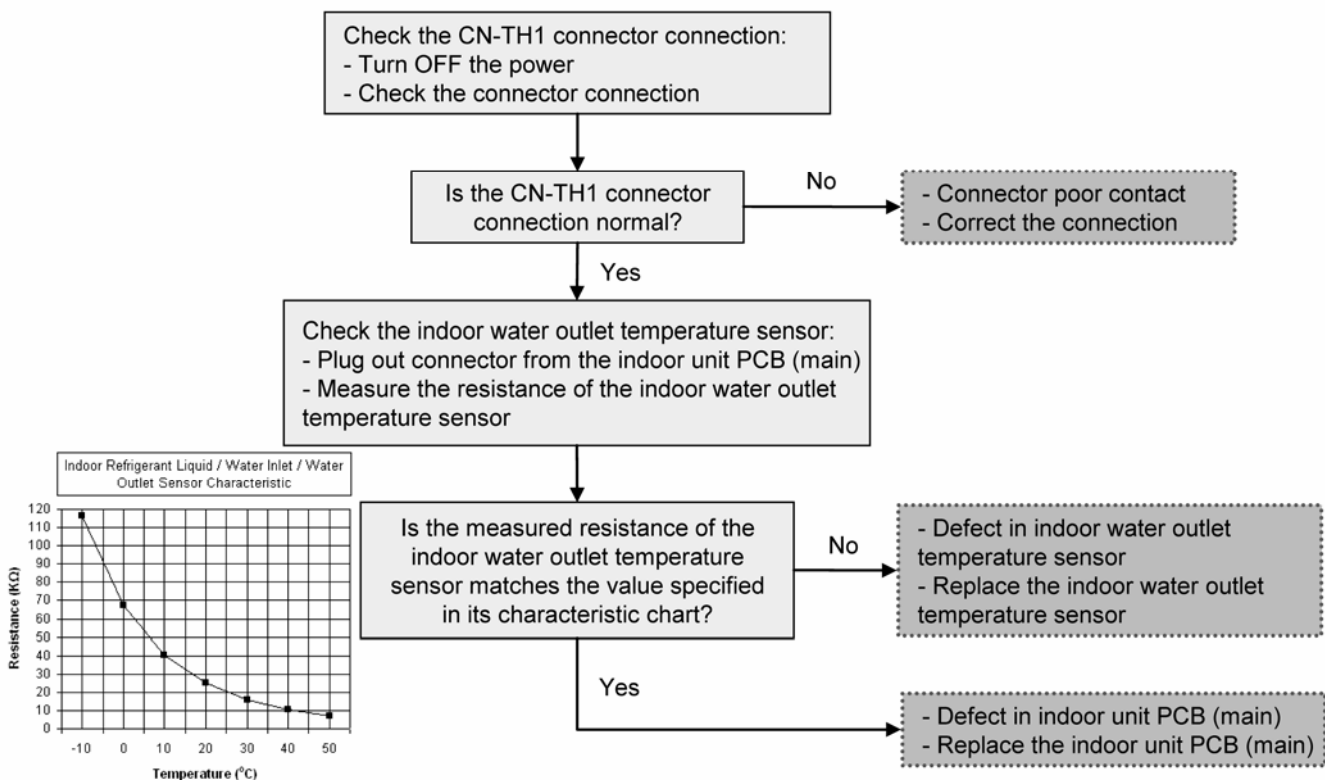 Check the CN-TH1 connector connection:
- Turn OFF the power
- Check the connector connection
Is the CN-TH1 connector
connection normal?
No
- Connector poor contact
- Correct the connection
Yes
Check the indoor water outlet temperature sensor:
- Plug out connector from the indoor unit PCB (main)
- Measure the resistance of the indoor water outlet
temperature sensor
Indoor Refrigerant Liquid / Water Inlet / Water
Outlet Sensor Characteristic
Resistance (KΩ)
120
110
100
90
80
70
60
50
40
30
20
10
0
-10 0 10 20 30 40 50
Temperature (°C)
Is the measured resistance of the
indoor water outlet temperature
sensor matches the value specified
in its characteristic chart?
No
- Defect in indoor water outlet
temperature sensor
- Replace the indoor water outlet
temperature sensor
Yes
- Defect in indoor unit PCB (main)
- Replace the indoor unit PCB (main)